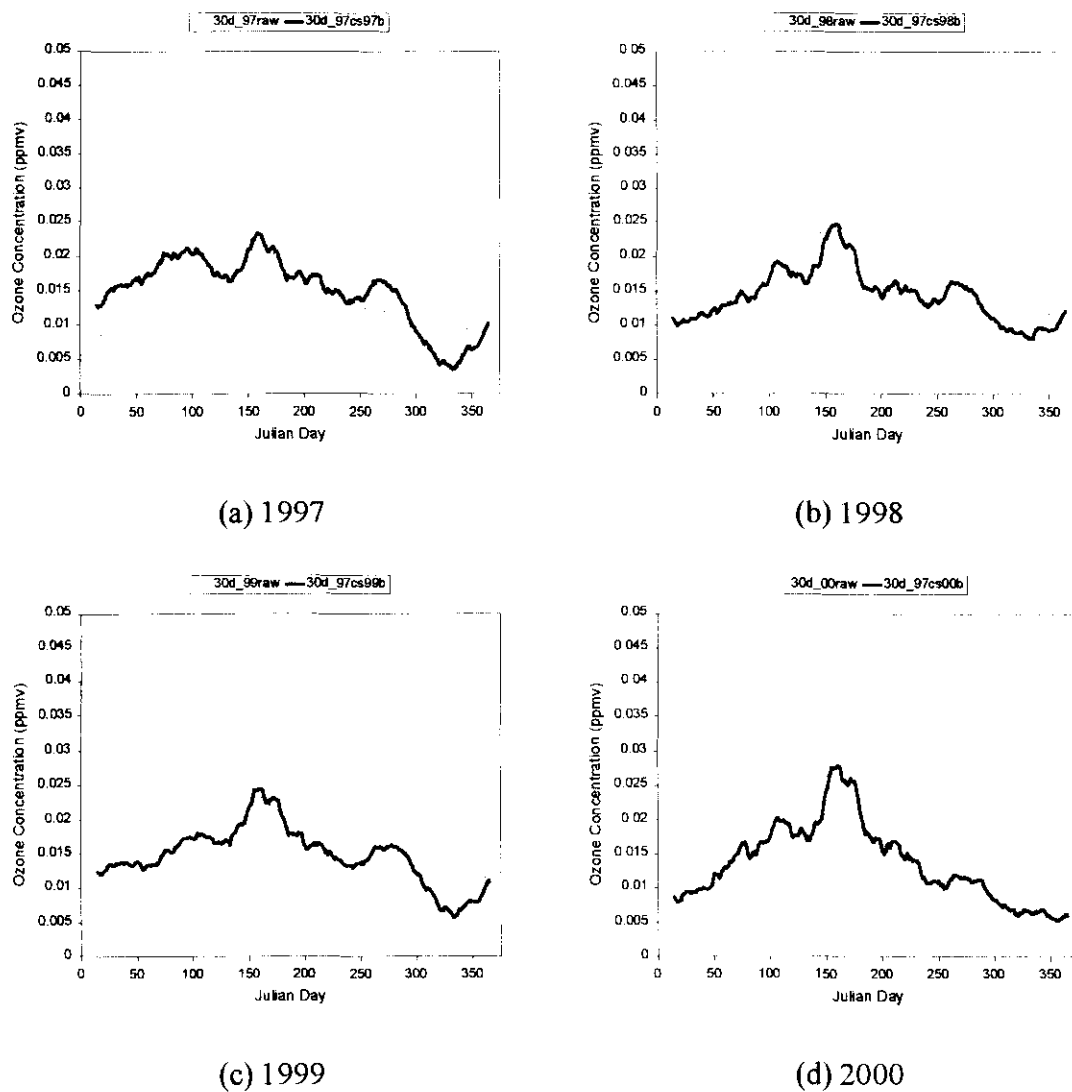 30d_97raw 30d_97cs97b
0.05
0.045
0.04
0.035
0.03
0.025
0.02
0.015
0.01
0.005
0
Ozone Concentration (ppmv)
0 50 100 150 200 250 300 350
Julian Day
(a) 1997
30d_98raw 30d_97cs98b
0.05
0.045
0.04
0.035
0.03
0.025
0.02
0.015
0.01
0.005
0
Ozone Concentration (ppmv)
0 50 100 150 200 250 300 350
Julian Day
(b) 1998
30d_99raw 30d_97cs99b
0.05
0.045
0.04
0.035
0.03
0.025
0.02
0.015
0.01
0.005
0
Ozone Concentration (ppmv)
0 50 100 150 200 250 300 350
Julian Day
(c) 1999
30d_00raw 30d_97cs00b
0.05
0.045
0.04
0.035
0.03
0.025
0.02
0.015
0.01
0.005
0
Ozone Concentration (ppmv)
0 50 100 150 200 250 300 350
Julian Day
(d) 2000